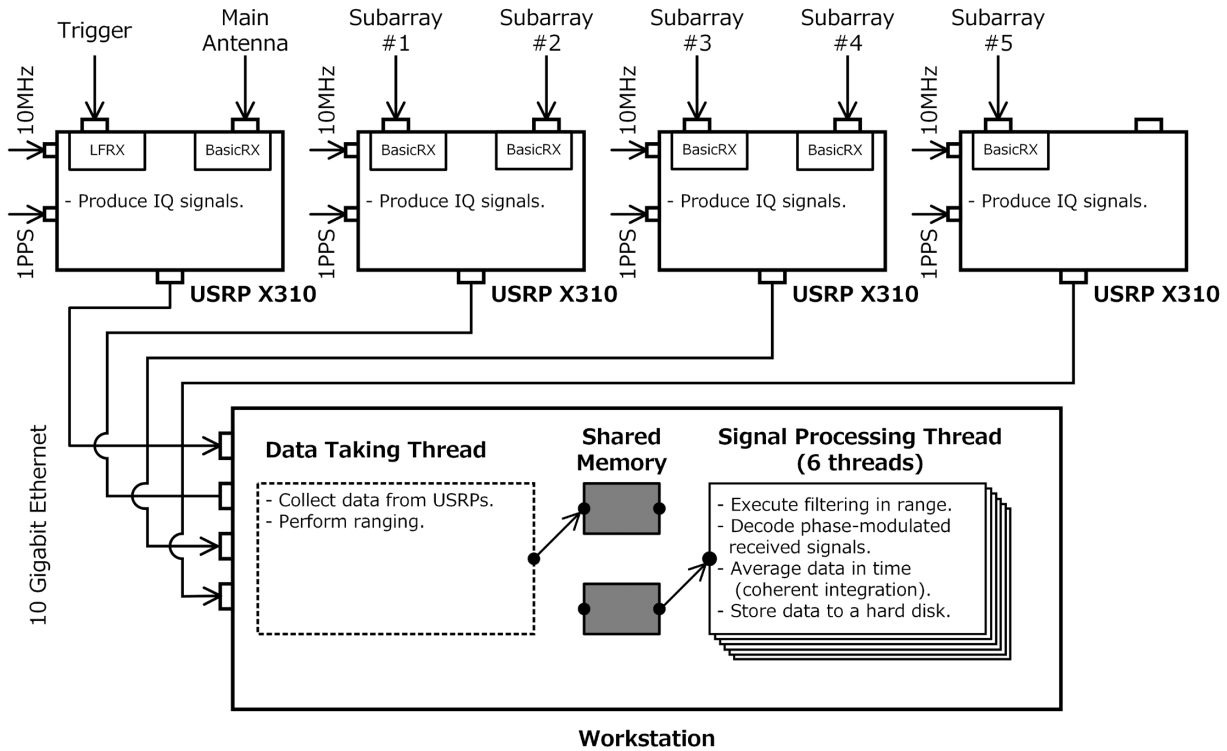 Trigger
Main
Antenna
Subarray
#1
Subarray
#2
Subarray
#3
Subarray
#4
Subarray
#5
10MHz
LFRX
BasicRX
- Produce IQ signals.
1PPS
USRP X310
10MHz
BasicRX
BasicRX
- Produce IQ signals.
1PPS
USRP X310
10MHz
BasicRX
BasicRX
- Produce IQ signals.
1PPS
USRP X310
10MHz
BasicRX
- Produce IQ signals.
1PPS
USRP X310
10 Gigabit Ethernet
Data Taking Thread
- Collect data from USRPs.
- Perform ranging.
Shared
Memory
Signal Processing Thread
(6 threads)
- Execute filtering in range.
- Decode phase-modulated
received signals.
- Average data in time
(coherent integration).
- Store data to a hard disk.
Workstation